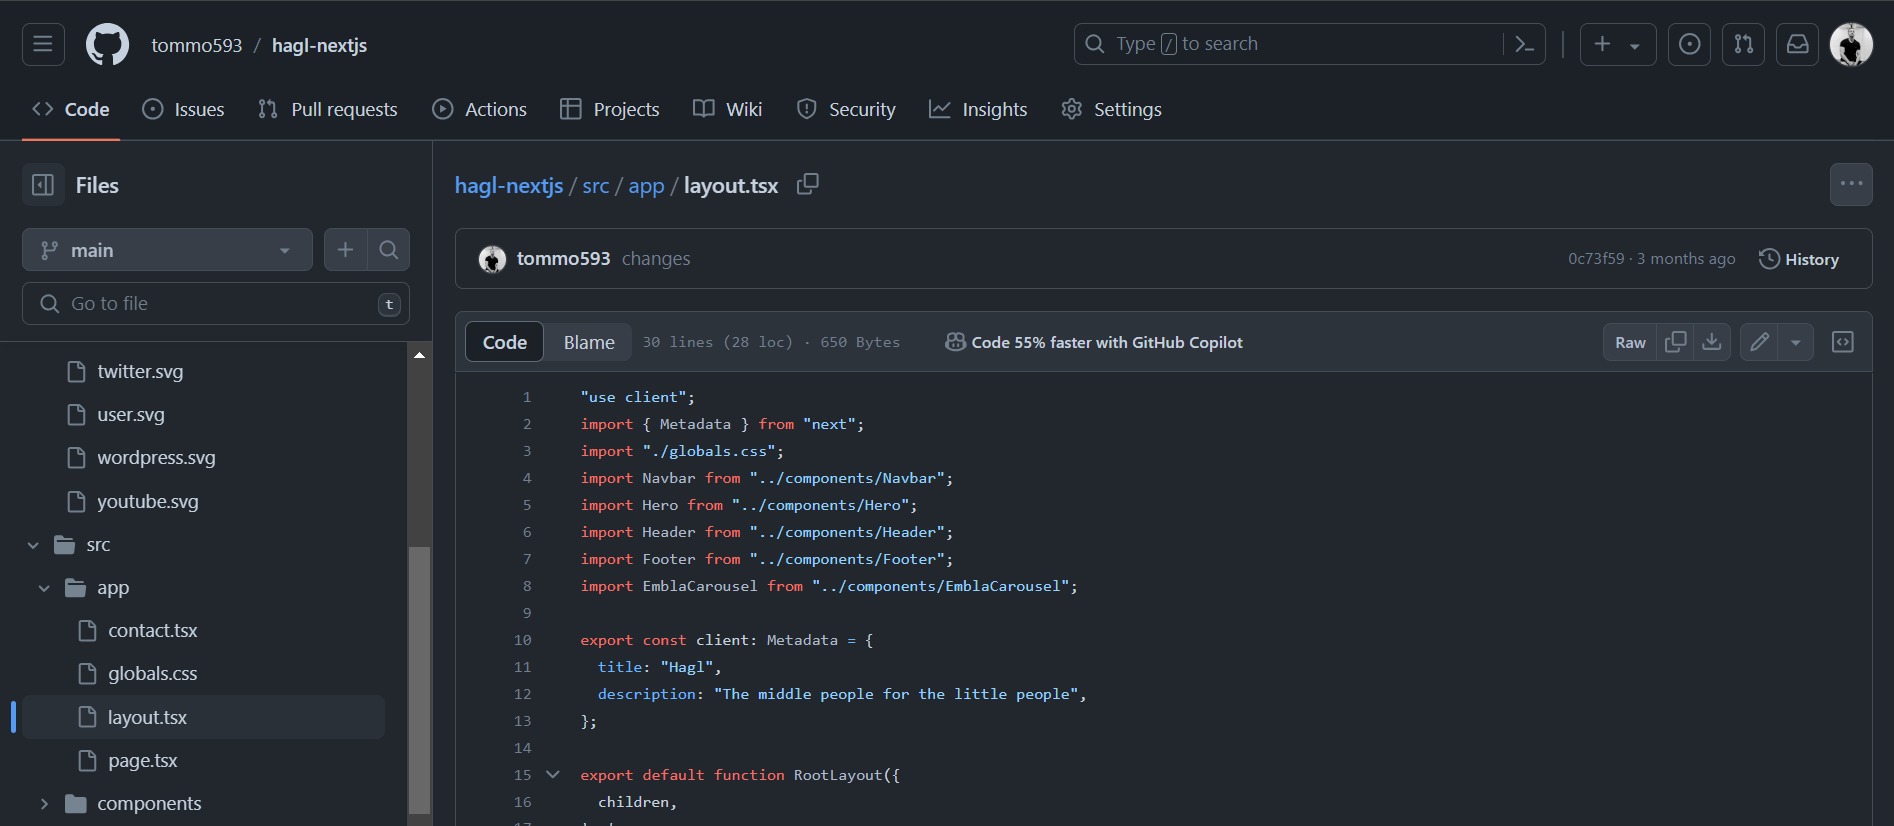 tommo593 / hagl-nextjs
Type / to search
Code
Issues
Pull requests
Actions
Projects
Wiki
Security
Insights
Settings
Files
main
Go to file
t
twitter.svg
user.svg
wordpress.svg
youtube.svg
src
app
contact.tsx
globals.css
layout.tsx
page.tsx
components
hagl-nextjs / src / app / layout.tsx
tommo593 changes
0c73f59 · 3 months ago
History
Code
Blame
30 lines (28 loc) · 650 Bytes
Code 55% faster with GitHub Copilot
Raw
1 "use client";
2 import { Metadata } from "next";
3 import "./globals.css";
4 import Navbar from "../components/Navbar";
5 import Hero from "../components/Hero";
6 import Header from "../components/Header";
7 import Footer from "../components/Footer";
8 import EmblaCarousel from "../components/EmblaCarousel";
9
10 export const client: Metadata = {
11 title: "Hagl",
12 description: "The middle people for the little people",
13 };
14
15 export default function RootLayout({
16 children,
17